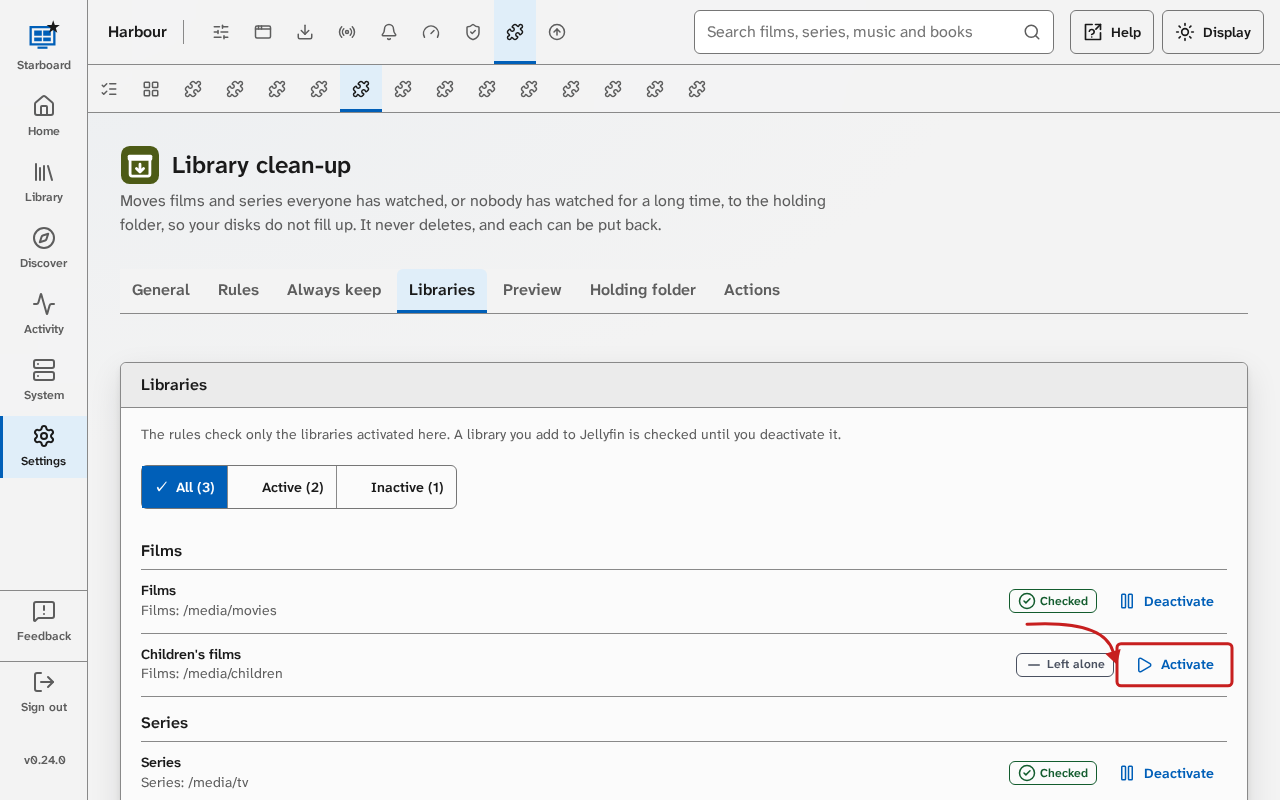 Starboard
Home
Library
Discover
Activity
System
Settings
Feedback
Sign out
v0.24.0
Harbour
Search films, series, music and books
Help
Display
Library clean-up
Moves films and series everyone has watched, or nobody has watched for a long time, to the holding
folder, so your disks do not fill up. It never deletes, and each can be put back.
General
Rules
Always keep
Libraries
Preview
Holding folder
Actions
Libraries
The rules check only the libraries activated here. A library you add to Jellyfin is checked until you deactivate it.
✓ All (3)
Active (2)
Inactive (1)
Films
Films
Films: /media/movies
Checked
Deactivate
Children's films
Films: /media/children
Left alone
Activate
Series
Series
Series: /media/tv
Checked
Deactivate